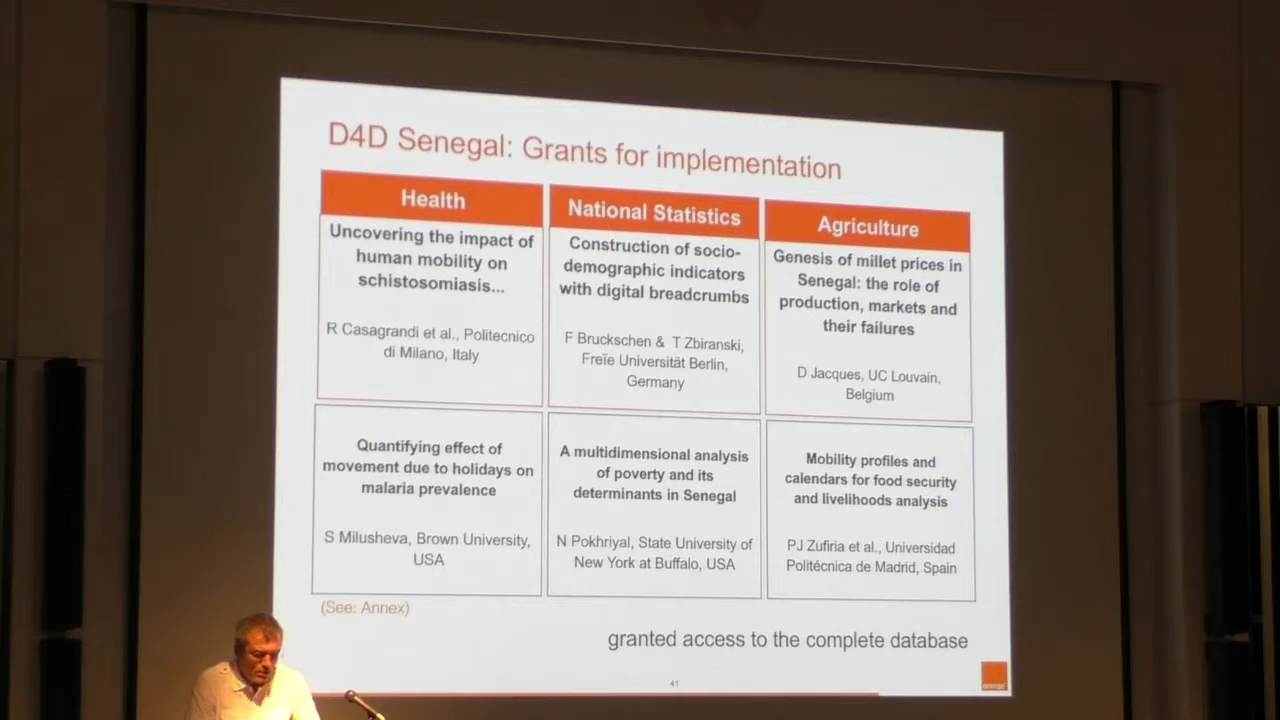 D4D Senegal: Grants for implementation
Health
Uncovering the impact of
human mobility on
schistosomiasis...
R Casagrandi et al., Politecnico
di Milano, Italy
National Statistics
Construction of socio-
demographic indicators
with digital breadcrumbs
F Bruckschen & T Zbiranski,
Freïe Universität Berlin,
Germany
Agriculture
Genesis of millet prices in
Senegal: the role of
production, markets and
their failures
D Jacques, UC Louvain,
Belgium
Quantifying effect of
movement due to holidays on
malaria prevalence
S Milusheva, Brown University,
USA
A multidimensional analysis
of poverty and its
determinants in Senegal
N Pokhriyal, State University of
New York at Buffalo, USA
Mobility profiles and
calendars for food security
and livelihoods analysis
PJ Zufiria et al., Universidad
Politécnica de Madrid, Spain
(See: Annex)
granted access to the complete database
41
orange